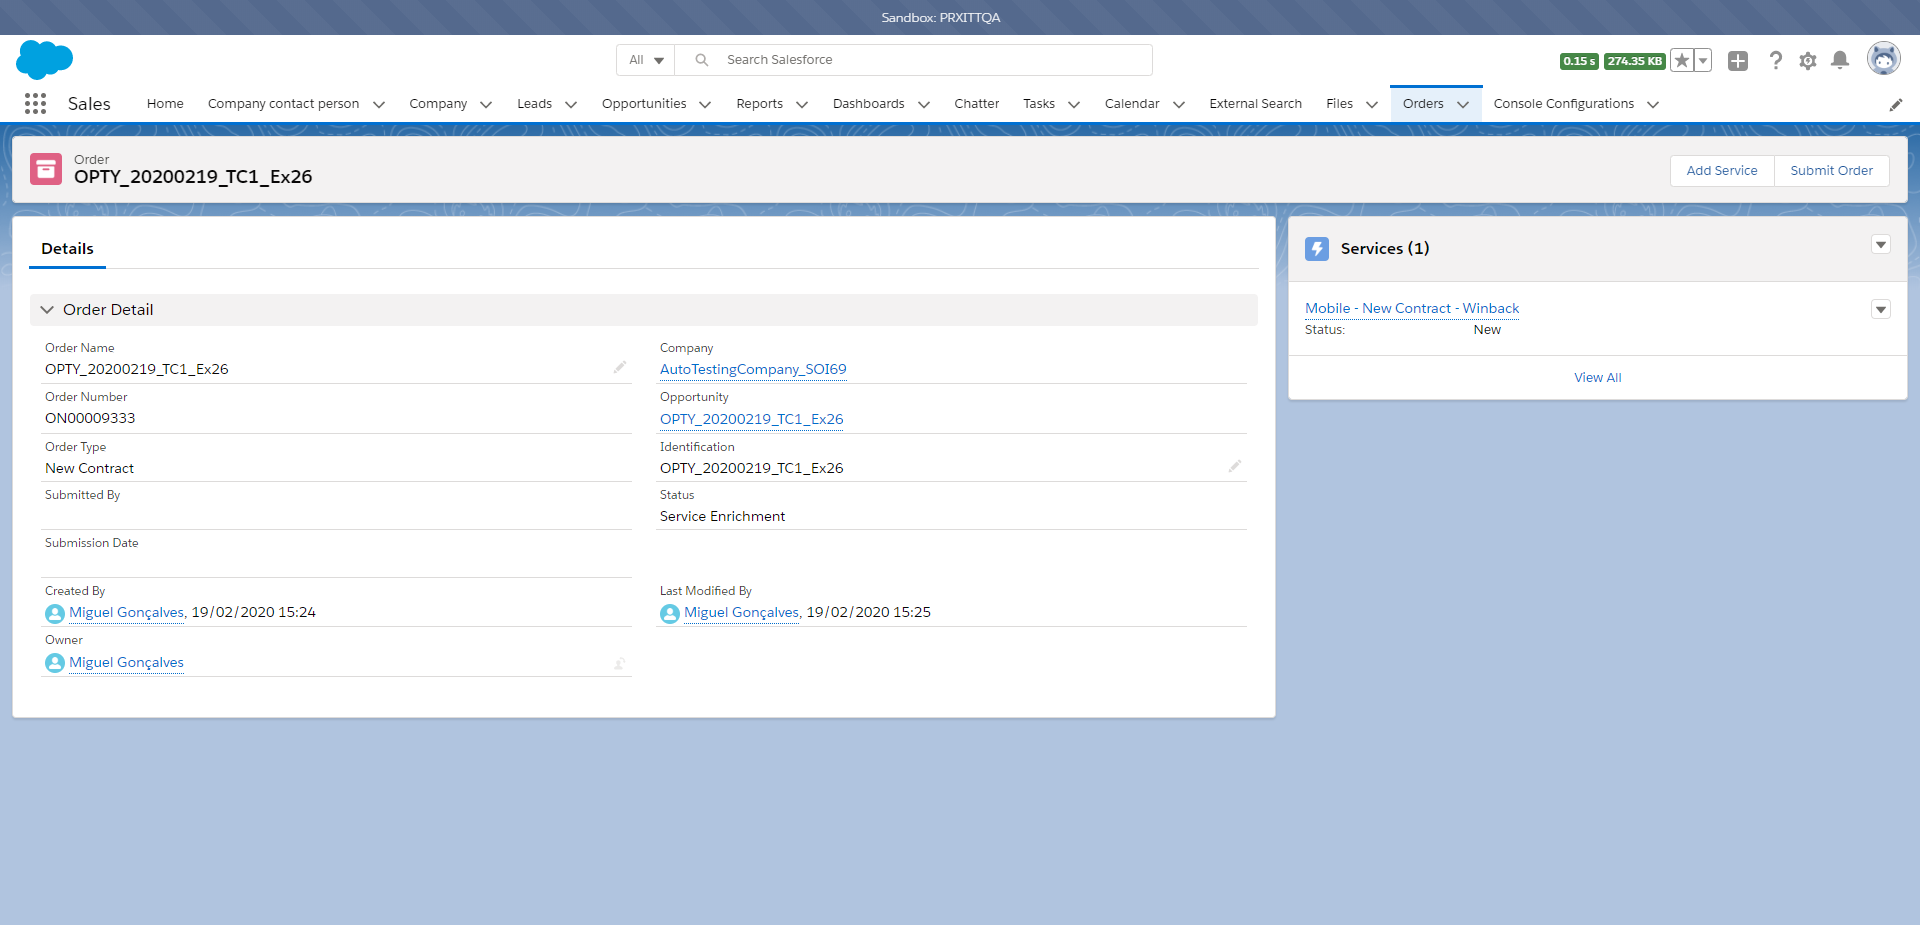 Sandbox: PRXITTQA
All
Search Salesforce
0.15 s 274.35 KB
Sales Home Company contact person Company Leads Opportunities Reports Dashboards Chatter Tasks Calendar External Search Files Orders Console Configurations
Order
OPTY_20200219_TC1_Ex26
Add Service Submit Order
Details
Order Detail
Order Name
OPTY_20200219_TC1_Ex26
Order Number
ON00009333
Order Type
New Contract
Submitted By
Submission Date
Created By
Miguel Gonçalves, 19/02/2020 15:24
Owner
Miguel Gonçalves
Company
AutoTestingCompany_SOI69
Opportunity
OPTY_20200219_TC1_Ex26
Identification
OPTY_20200219_TC1_Ex26
Status
Service Enrichment
Last Modified By
Miguel Gonçalves, 19/02/2020 15:25
Services (1)
Mobile - New Contract - Winback
Status: New
View All